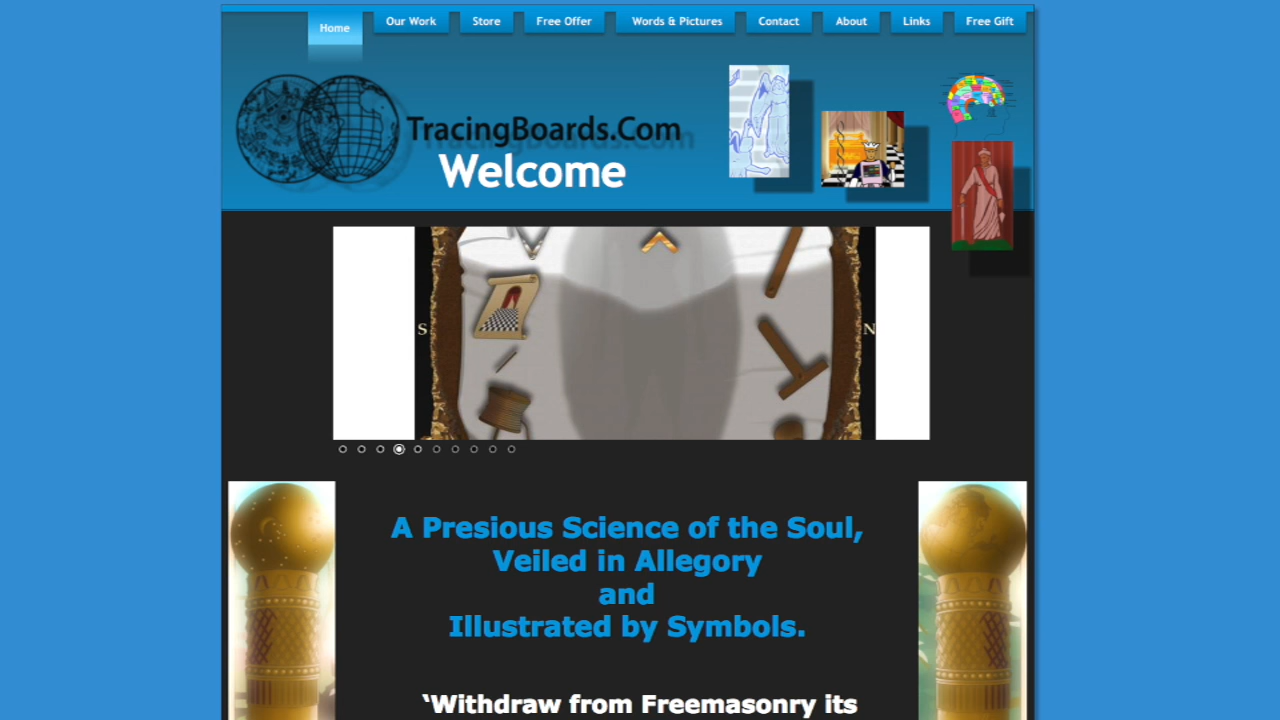 Home
Our Work
Store
Free Offer
Words & Pictures
Contact
About
Links
Free Gift
TracingBoards.Com
Welcome
S
N
A Presious Science of the Soul,
Veiled in Allegory
and
Illustrated by Symbols.
‘Withdraw from Freemasonry its